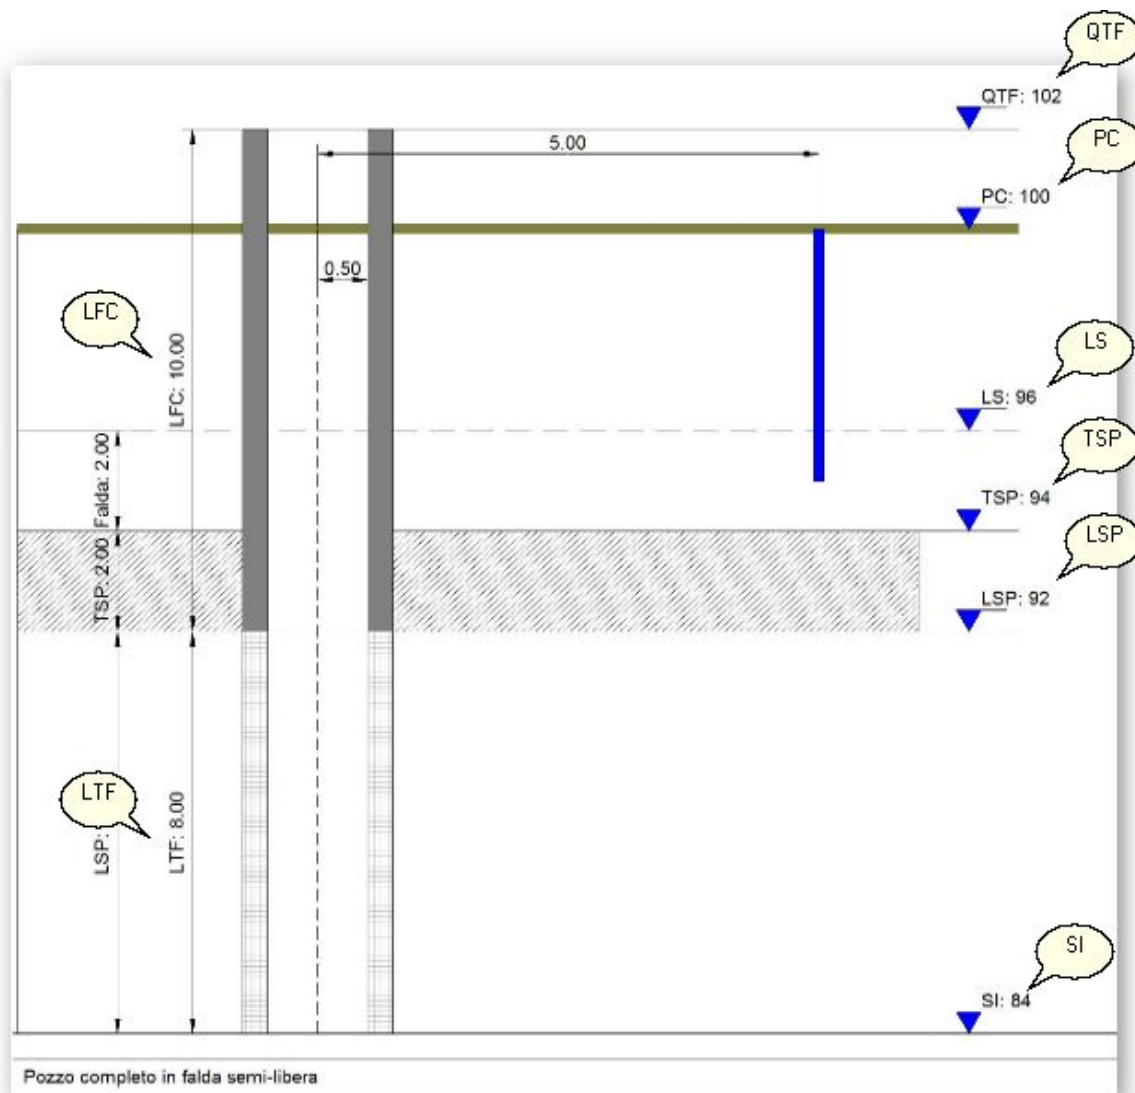 QTF
QTF: 102
5.00
PC
PC: 100
0.50
LFC
LFC: 10.00
LS
LS: 96
TSP
Falda: 2.00
TSP: 94
LSP
TSP: 2.00
LSP: 92
LTF
LSP:
LTF: 8.00
SI
SI: 84
Pozzo completo in falda semi-libera